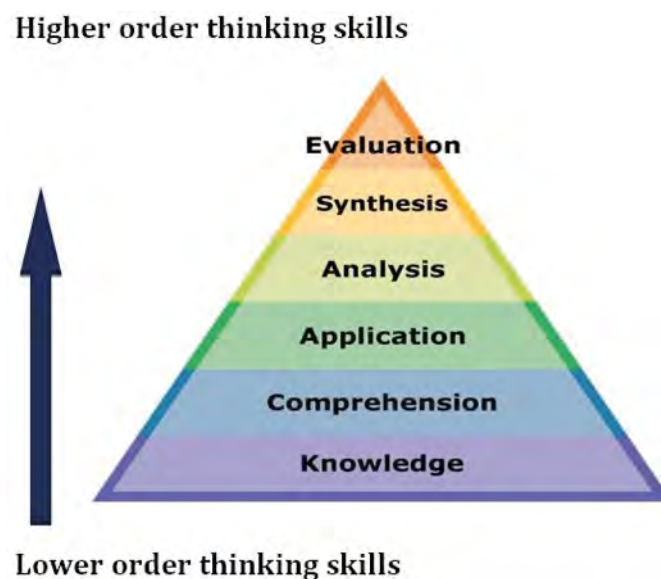 Higher order thinking skills
Evaluation
Synthesis
Analysis
Application
Comprehension
Knowledge
Lower order thinking skills